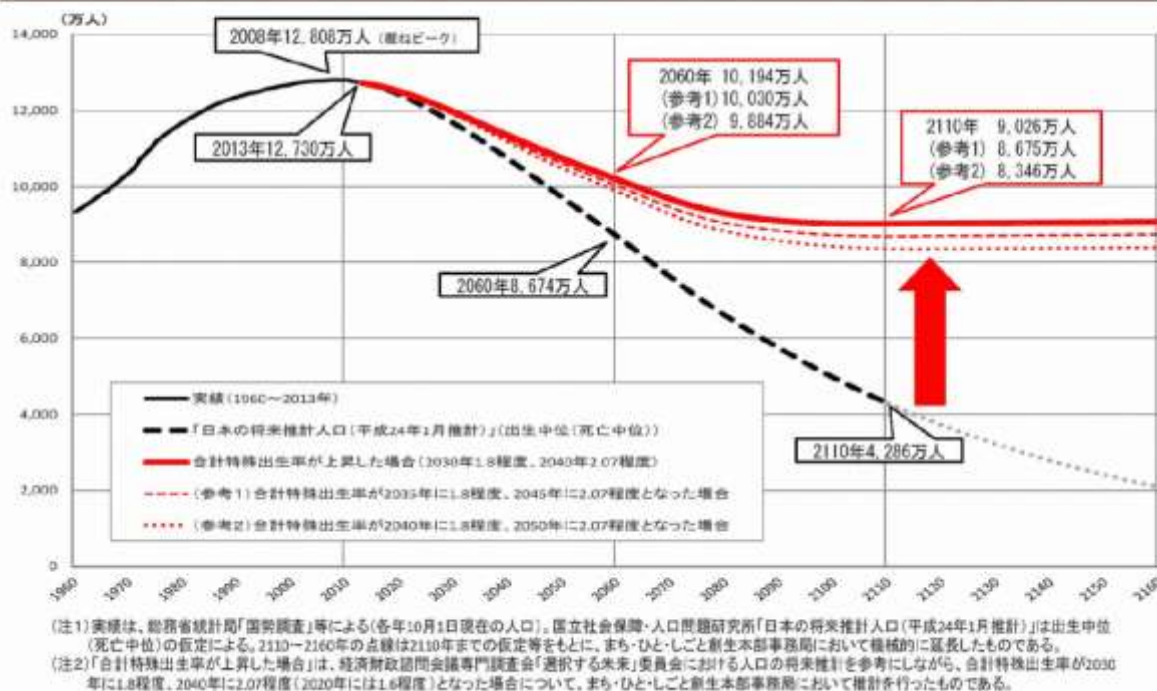 (万人)
14,000
12,000
10,000
8,000
6,000
4,000
2,000
0
2008年12,808万人（概ねピーク）
2013年12,730万人
2060年 10,194万人
(参考1) 10,030万人
(参考2) 9,884万人
2110年 9,026万人
(参考1) 8,675万人
(参考2) 8,346万人
2060年8,674万人
2110年4,286万人
実績(1960～2013年)
「日本の将来推計人口(平成24年1月推計)」(出生中位(死亡中位))
合計特殊出生率が上昇した場合(2030年1.8程度、2040年2.07程度)
(参考1)合計特殊出生率が2035年に1.8程度、2045年に2.07程度となった場合
(参考2)合計特殊出生率が2040年に1.8程度、2050年に2.07程度となった場合
1960 1970 1980 1990 2000 2010 2020 2030 2040 2050 2060 2070 2080 2090 2100 2110 2120 2130 2140 2150 2160
(注1)実績は、総務省統計局「国勢調査」等による(各年10月1日現在の人口)。国立社会保障・人口問題研究所「日本の将来推計人口(平成24年1月推計)」は出生中位
(死亡中位)の仮定による。2110～2160年の点線は2110年までの仮定等をもとに、まち・ひと・しごと創生本部事務局において機械的に延長したものである。
(注2)「合計特殊出生率が上昇した場合」は、経済財政諮問会議専門調査会「選択する未来」委員会における人口の将来推計を参考にしながら、合計特殊出生率が2030
年に1.8程度、2040年に2.07程度(2020年には1.6程度)となった場合について、まち・ひと・しごと創生本部事務局において推計を行ったものである。